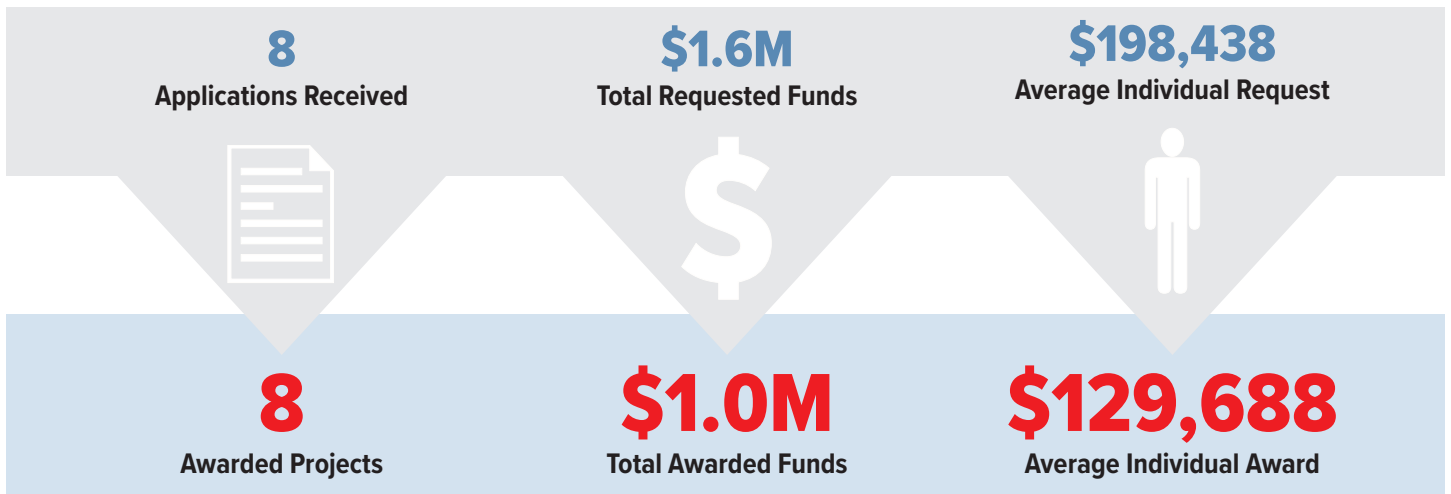 8
Applications Received
$1.6M
Total Requested Funds
$198,438
Average Individual Request
8
Awarded Projects
$1.0M
Total Awarded Funds
$129,688
Average Individual Award